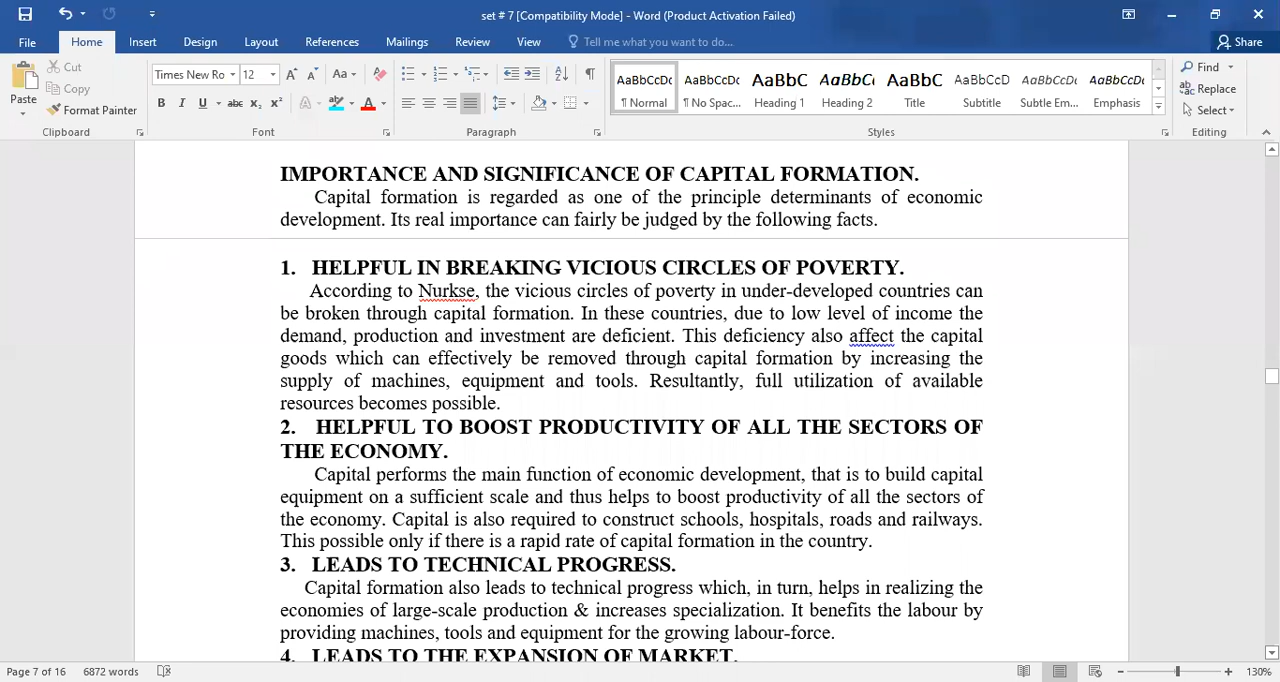 set # 7 [Compatibility Mode] - Word (Product Activation Failed)
File Home Insert Design Layout References Mailings Review View Tell me what you want to do... Share
Paste
Cut
Copy
Format Painter
Clipboard
Times New Ro 12
Font
Paragraph
AaBbCcDc AaBbCcDc AaBbC AaBbCc AaBbC AaBbCcD AaBbCcDc AaBbCcDc
¶ Normal ¶ No Spac... Heading 1 Heading 2 Title Subtitle Subtle Em... Emphasis
Styles
Find
Replace
Select
Editing
IMPORTANCE AND SIGNIFICANCE OF CAPITAL FORMATION.
Capital formation is regarded as one of the principle determinants of economic
development. Its real importance can fairly be judged by the following facts.
1. HELPFUL IN BREAKING VICIOUS CIRCLES OF POVERTY.
According to Nurkse, the vicious circles of poverty in under-developed countries can
be broken through capital formation. In these countries, due to low level of income the
demand, production and investment are deficient. This deficiency also affect the capital
goods which can effectively be removed through capital formation by increasing the
supply of machines, equipment and tools. Resultantly, full utilization of available
resources becomes possible.
2. HELPFUL TO BOOST PRODUCTIVITY OF ALL THE SECTORS OF
THE ECONOMY.
Capital performs the main function of economic development, that is to build capital
equipment on a sufficient scale and thus helps to boost productivity of all the sectors of
the economy. Capital is also required to construct schools, hospitals, roads and railways.
This possible only if there is a rapid rate of capital formation in the country.
3. LEADS TO TECHNICAL PROGRESS.
Capital formation also leads to technical progress which, in turn, helps in realizing the
economies of large-scale production & increases specialization. It benefits the labour by
providing machines, tools and equipment for the growing labour-force.
4. LEADS TO THE EXPANSION OF MARKET.
Page 7 of 16 6872 words 130%